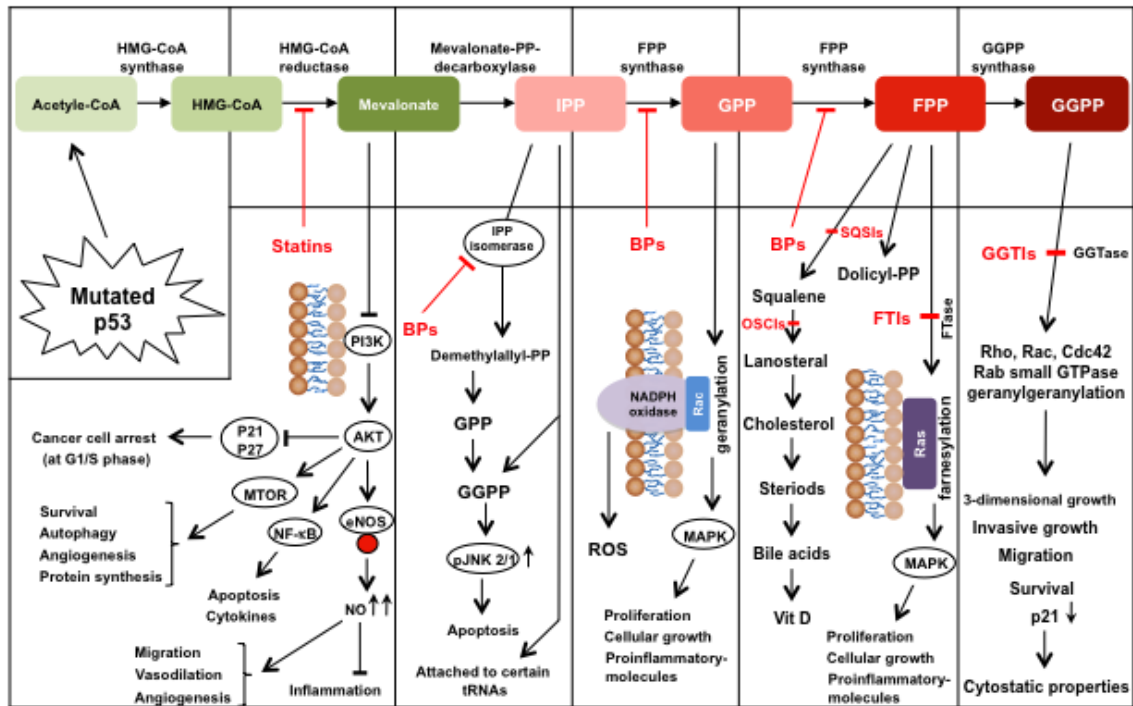 HMG-CoA
synthase
HMG-CoA
reductase
Mevalonate-PP-
decarboxylase
FPP
synthase
FPP
synthase
GGPP
synthase
Acetyle-CoA
HMG-CoA
Mevalonate
IPP
GPP
FPP
GGPP
Mutated
p53
Statins
PI3K
AKT
P21
P27
Cancer cell arrest
(at G1/S phase)
MTOR
Survival
Autophagy
Angiogenesis
Protein synthesis
NF-κB
Apoptosis
Cytokines
eNOS
NO
Migration
Vasodilation
Angiogenesis
Inflammation
IPP
isomerase
BPs
Demethylallyl-PP
GPP
GGPP
pJNK 2/1
Apoptosis
Attached to certain
tRNAs
BPs
NADPH
oxidase
Rac
geranylation
ROS
MAPK
Proliferation
Cellular growth
Proinflammatory-
molecules
BPs
SQSIs
Dolicyl-PP
Squalene
OSCIs
Lanosteral
Cholesterol
Steriods
Bile acids
Vit D
FTIs
FTase
Ras
farnesylation
MAPK
Proliferation
Cellular growth
Proinflammatory-
molecules
GGTIs
GGTase
Rho, Rac, Cdc42
Rab small GTPase
geranylgeranylation
3-dimensional growth
Invasive growth
Migration
Survival
p21
Cytostatic properties